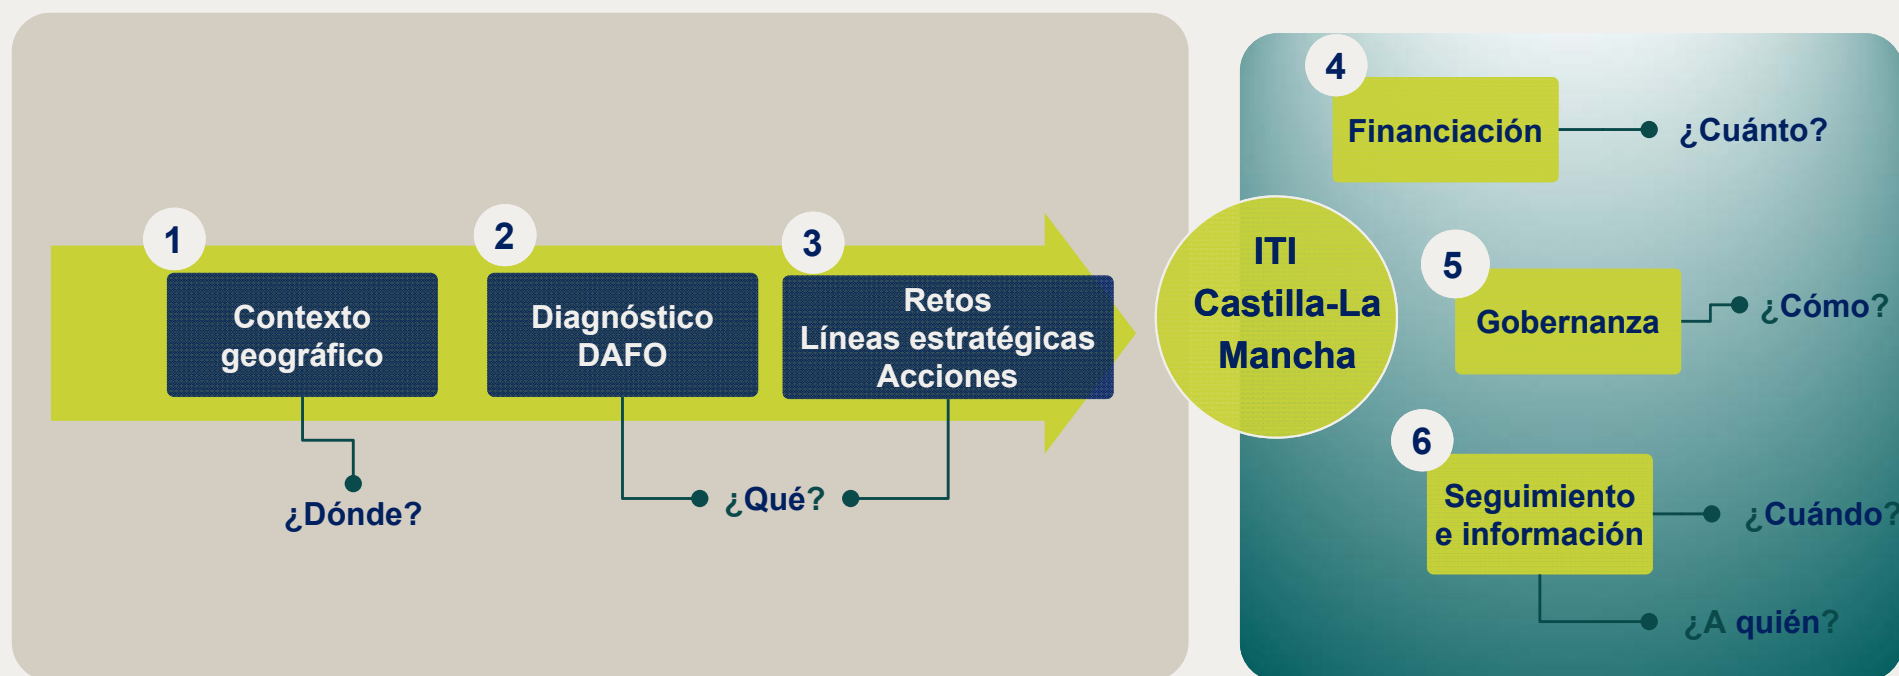 1
Contexto
geográfico
¿Dónde?
2
Diagnóstico
DAFO
3
Retos
Líneas estratégicas
Acciones
¿Qué?
ITI
Castilla-La
Mancha
4
Financiación
¿Cuánto?
5
Gobernanza
¿Cómo?
6
Seguimiento
e información
¿Cuándo?
¿A quién?